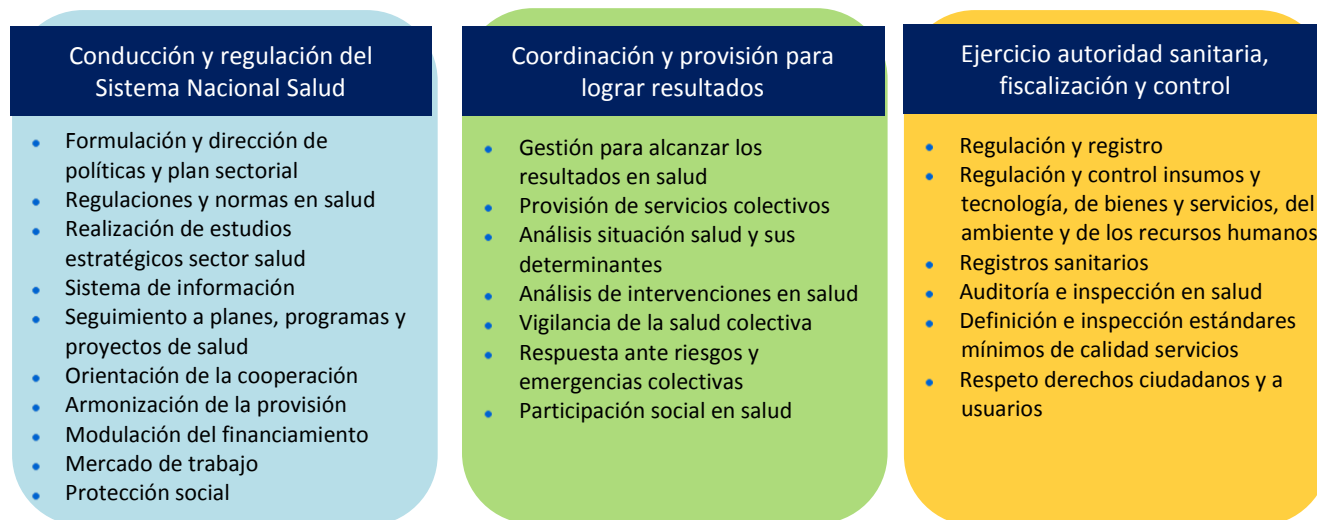 Conducción y regulación del
Sistema Nacional Salud
• Formulación y dirección de
políticas y plan sectorial
• Regulaciones y normas en salud
• Realización de estudios
estratégicos sector salud
• Sistema de información
• Seguimiento a planes, programas y
proyectos de salud
• Orientación de la cooperación
• Armonización de la provisión
• Modulación del financiamiento
• Mercado de trabajo
• Protección social
Coordinación y provisión para
lograr resultados
• Gestión para alcanzar los
resultados en salud
• Provisión de servicios colectivos
• Análisis situación salud y sus
determinantes
• Análisis de intervenciones en salud
• Vigilancia de la salud colectiva
• Respuesta ante riesgos y
emergencias colectivas
• Participación social en salud
Ejercicio autoridad sanitaria,
fiscalización y control
• Regulación y registro
• Regulación y control insumos y
tecnología, de bienes y servicios, del
ambiente y de los recursos humanos
• Registros sanitarios
• Auditoría e inspección en salud
• Definición e inspección estándares
mínimos de calidad servicios
• Respeto derechos ciudadanos y a
usuarios